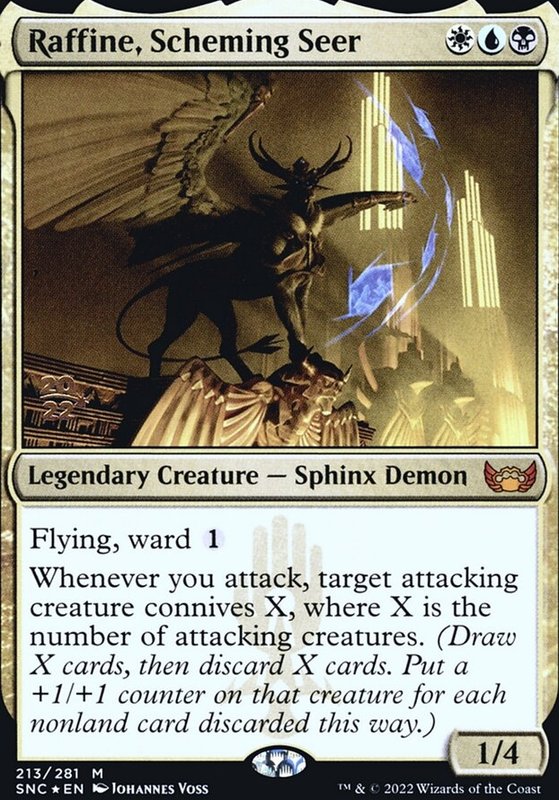 Raffine, Scheming Seer
20
22
Legendary Creature — Sphinx Demon
Flying, ward 1
Whenever you attack, target attacking
creature connives X, where X is the
number of attacking creatures. (Draw
X cards, then discard X cards. Put a
+1/+1 counter on that creature for each
nonland card discarded this way.)
1/4
213/281 M
SNC ★ EN Johannes Voss
™ & © 2022 Wizards of the Coast